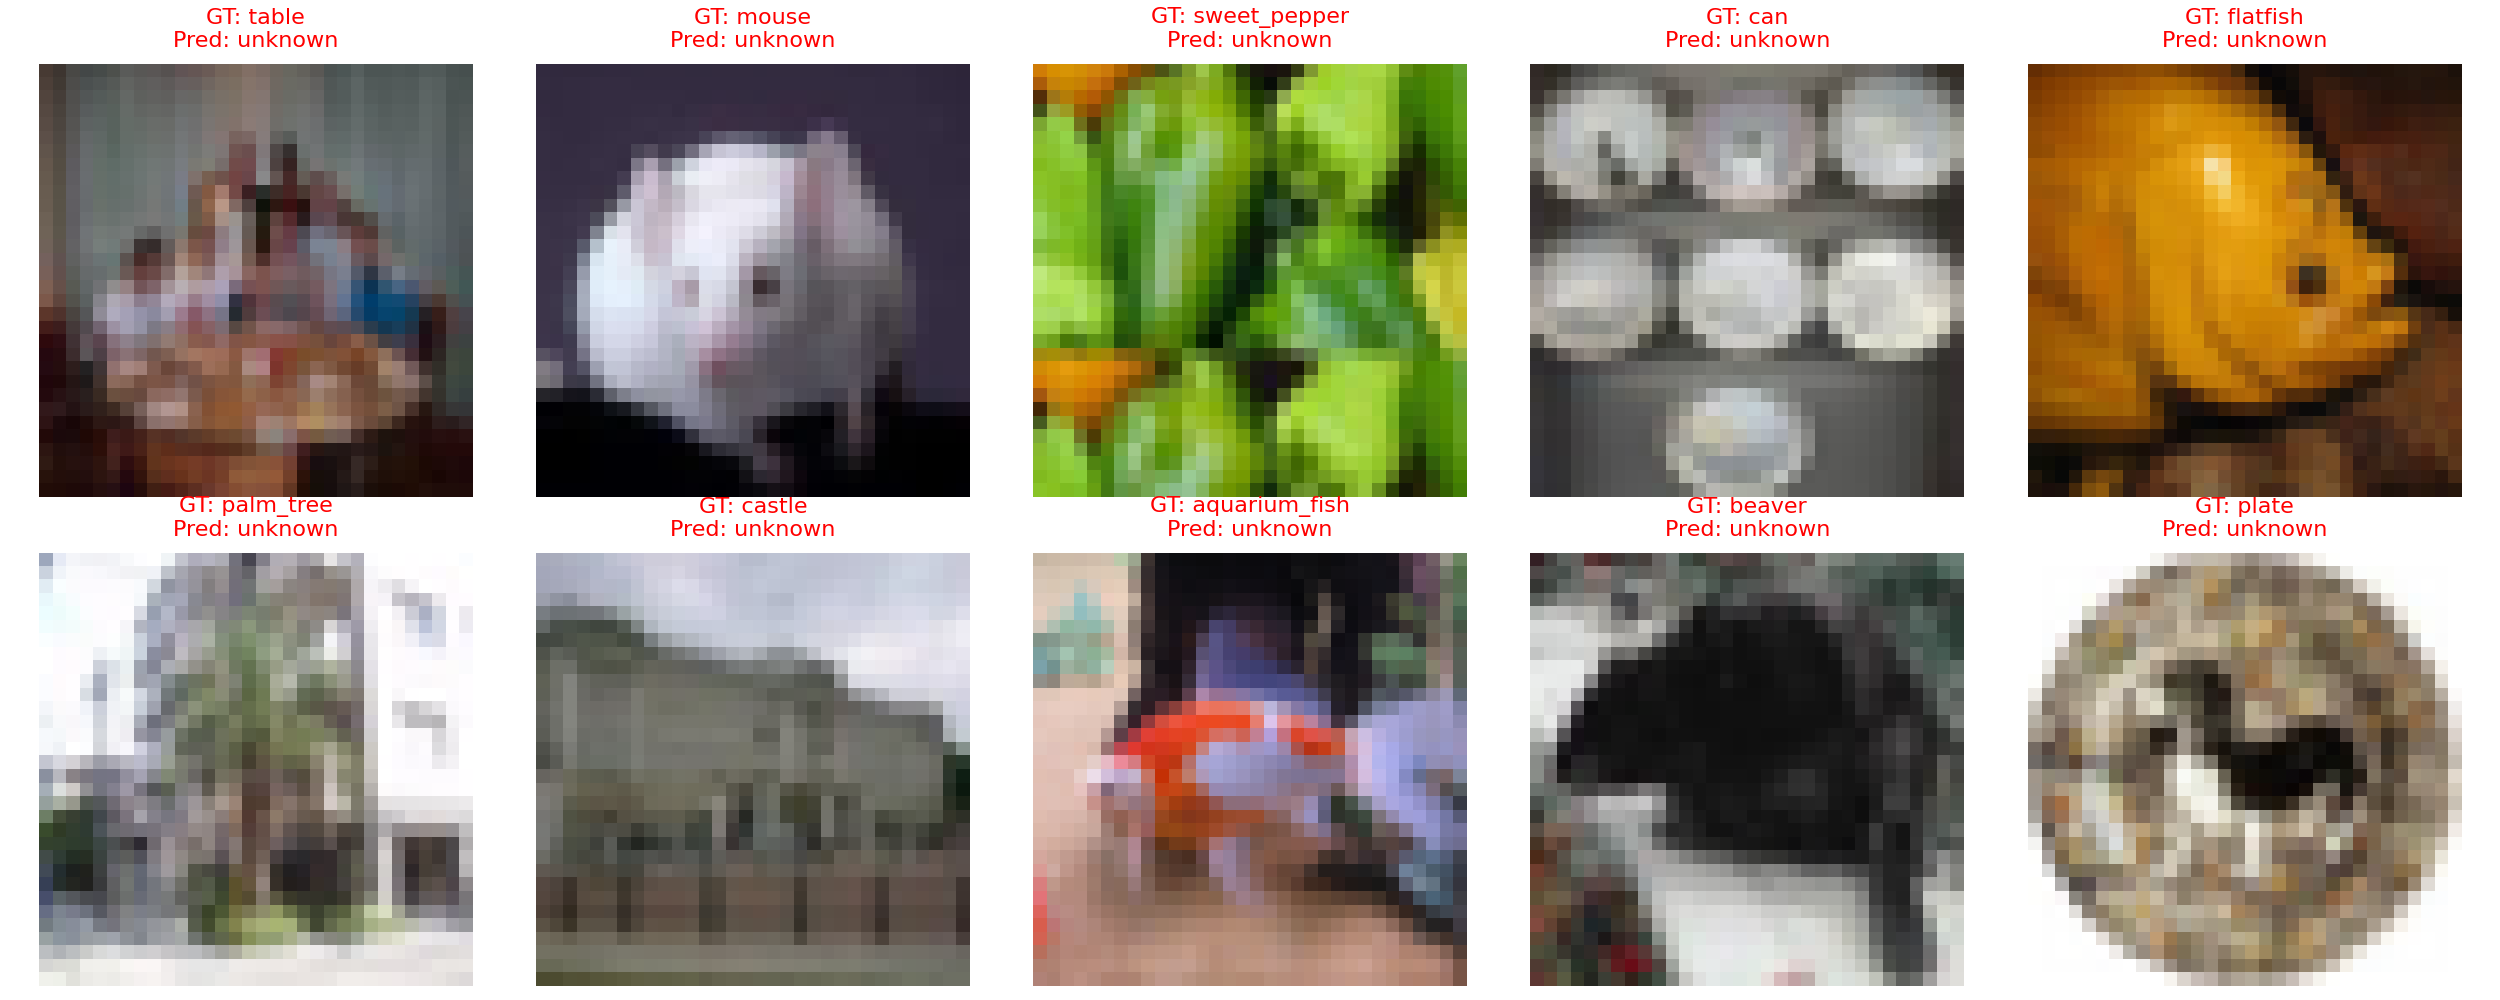 GT: table
Pred: unknown
GT: mouse
Pred: unknown
GT: sweet_pepper
Pred: unknown
GT: can
Pred: unknown
GT: flatfish
Pred: unknown
GT: palm_tree
Pred: unknown
GT: castle
Pred: unknown
GT: aquarium_fish
Pred: unknown
GT: beaver
Pred: unknown
GT: plate
Pred: unknown